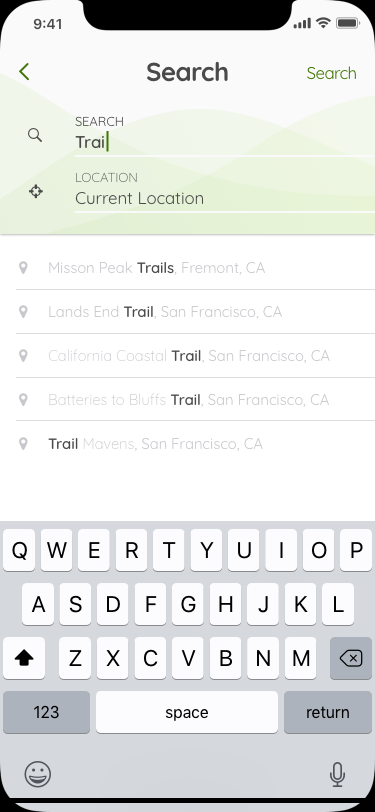 9:41
Search
Search
SEARCH
Trai
LOCATION
Current Location
Misson Peak Trails, Fremont, CA
Lands End Trail, San Francisco, CA
California Coastal Trail, San Francisco, CA
Batteries to Bluffs Trail, San Francisco, CA
Trail Mavens, San Francisco, CA
Q W E R T Y U I O P
A S D F G H J K L
Z X C V B N M
123 space return